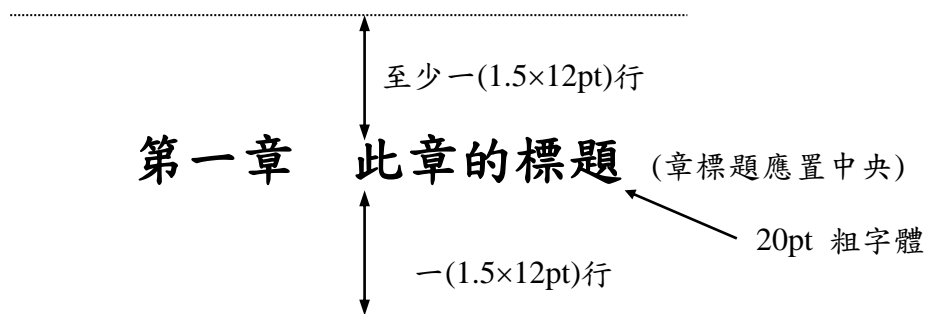 至少一(1.5×12pt)行
第一章 此章的標題 (章標題應置中央)
20pt 粗字體
一(1.5×12pt)行